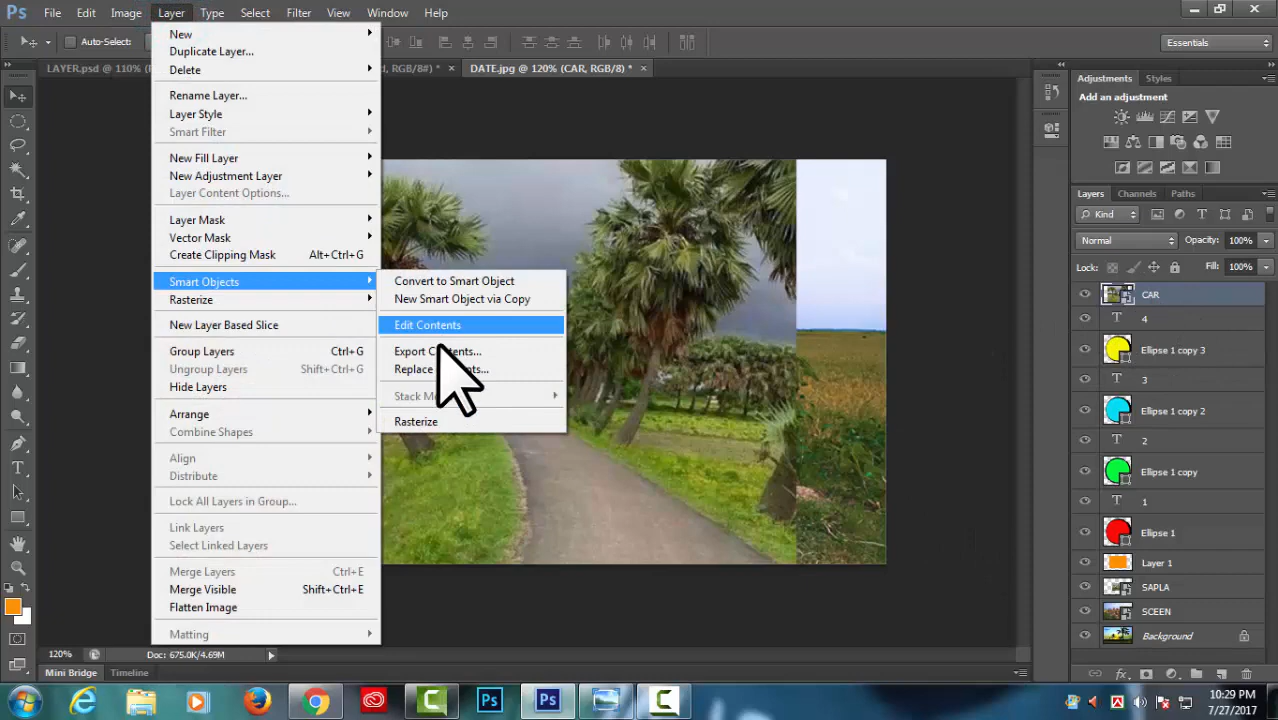 Ps File Edit Image Layer Type Select Filter View Window Help
Auto-Select: Essentials
LAYER.psd @ 110% RGB/8#) * × DATE.jpg @ 120% (CAR, RGB/8) * ×
New
Duplicate Layer...
Delete
Rename Layer...
Layer Style
Smart Filter
New Fill Layer
New Adjustment Layer
Layer Content Options...
Layer Mask
Vector Mask
Create Clipping Mask Alt+Ctrl+G
Smart Objects
Rasterize
New Layer Based Slice
Group Layers Ctrl+G
Ungroup Layers Shift+Ctrl+G
Hide Layers
Arrange
Combine Shapes
Align
Distribute
Lock All Layers in Group...
Link Layers
Select Linked Layers
Merge Layers Ctrl+E
Merge Visible Shift+Ctrl+E
Flatten Image
Matting
Convert to Smart Object
New Smart Object via Copy
Edit Contents
Export
Replace
Stack
Rasterize
Adjustments Styles
Add an adjustment
Layers Channels Paths
Kind
Normal Opacity: 100%
Lock: Fill: 100%
CAR
T 4
Ellipse 1 copy 3
T 3
Ellipse 1 copy 2
T 2
Ellipse 1 copy
T 1
Ellipse 1
Layer 1
SAPLA
SCEEN
Background
120% Doc: 675.0K/4.69M
Mini Bridge Timeline
Ps Ps
10:29 PM
7/27/2017